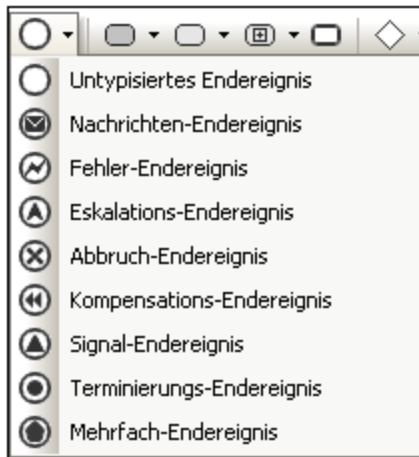 Untypisiertes Endereignis
Nachrichten-Endereignis
Fehler-Endereignis
Eskalations-Endereignis
Abbruch-Endereignis
Kompensations-Endereignis
Signal-Endereignis
Terminierungs-Endereignis
Mehrfach-Endereignis